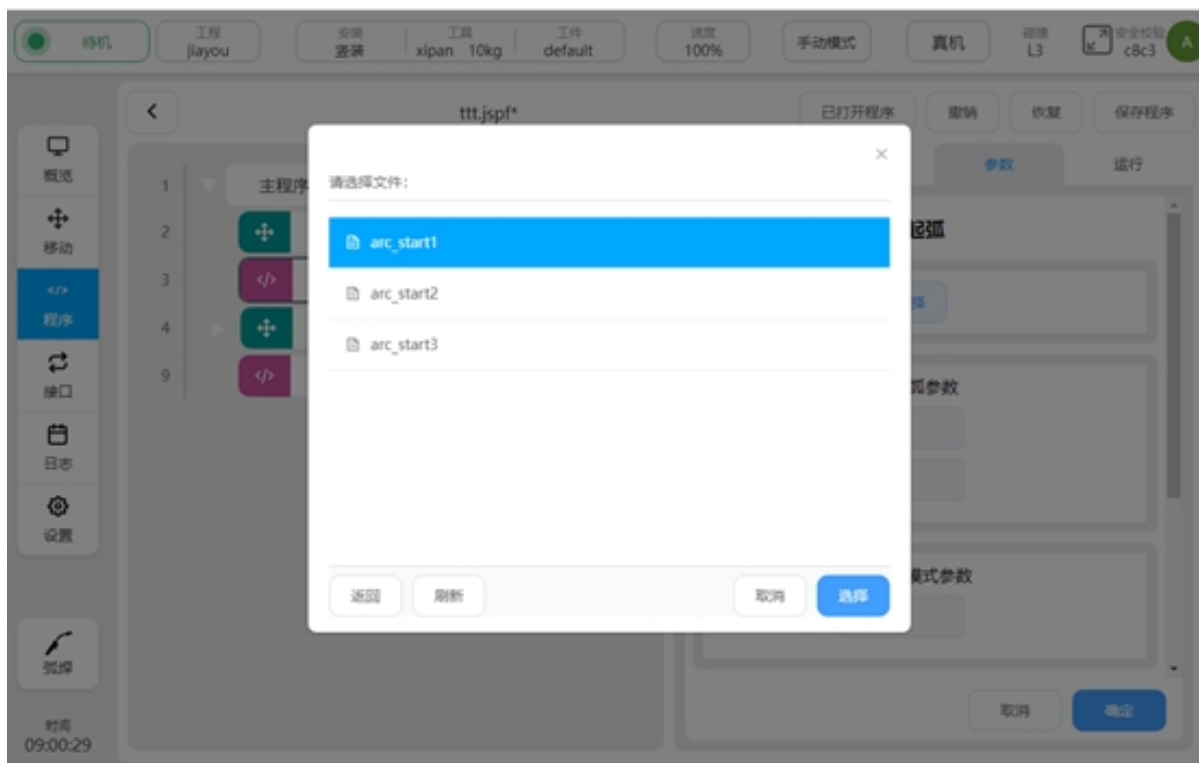 待机
工程
jiayou
安装
竖装
工具
xipan 10kg
工件
default
速度
100%
手动模式
真机
碰撞
L3
安全校验
c8c3
A
ttt.jspf*
已打开程序
撤销
恢复
保存程序
概览
移动
程序
接口
日志
设置
弧焊
时间
09:00:29
1
主程序
2
3
4
9
请选择文件：
arc_start1
arc_start2
arc_start3
返回
刷新
取消
选择
参数
运行
起弧
择
弧参数
模式参数
取消
确定